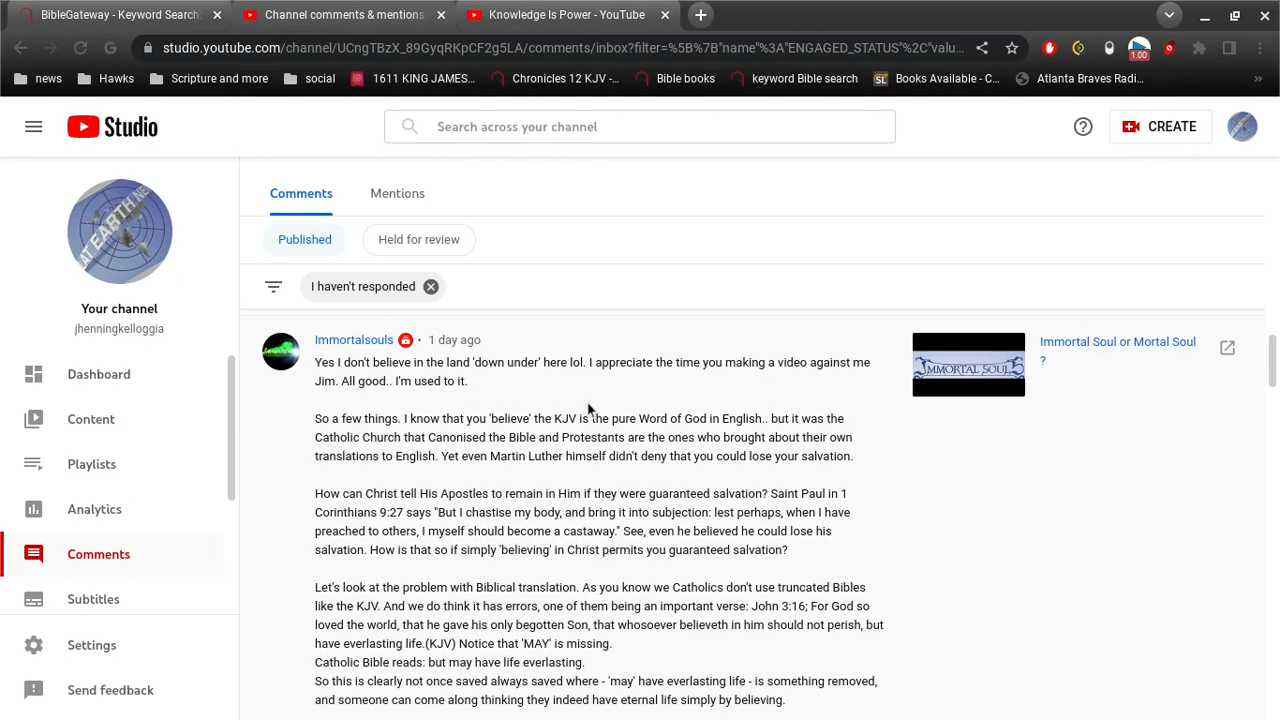 BibleGateway - Keyword Search:
Channel comments & mentions
Knowledge Is Power - YouTube
studio.youtube.com/channel/UCngTBzX_89GyqRKpCF2g5LA/comments/inbox?filter=%5B%7B"name"%3A"ENGAGED_STATUS"%2C"valu...
1.00
news
Hawks
Scripture and more
social
1611 KING JAMES...
Chronicles 12 KJV -...
Bible books
keyword Bible search
SL Books Available - C...
Atlanta Braves Radi...
»
Studio
Search across your channel
CREATE
AT EARTH.NE
Your channel
jhenningkelloggia
Dashboard
Content
Playlists
Analytics
Comments
Subtitles
Settings
Send feedback
Comments Mentions
Published Held for review
I haven't responded
Immortalsouls • 1 day ago
Yes I don't believe in the land 'down under' here lol. I appreciate the time you making a video against me
Jim. All good.. I'm used to it.
So a few things. I know that you 'believe' the KJV is the pure Word of God in English.. but it was the
Catholic Church that Canonised the Bible and Protestants are the ones who brought about their own
translations to English. Yet even Martin Luther himself didn't deny that you could lose your salvation.
How can Christ tell His Apostles to remain in Him if they were guaranteed salvation? Saint Paul in 1
Corinthians 9:27 says "But I chastise my body, and bring it into subjection: lest perhaps, when I have
preached to others, I myself should become a castaway." See, even he believed he could lose his
salvation. How is that so if simply 'believing' in Christ permits you guaranteed salvation?
Let's look at the problem with Biblical translation. As you know we Catholics don't use truncated Bibles
like the KJV. And we do think it has errors, one of them being an important verse: John 3:16; For God so
loved the world, that he gave his only begotten Son, that whosoever believeth in him should not perish, but
have everlasting life.(KJV) Notice that 'MAY' is missing.
Catholic Bible reads: but may have life everlasting.
So this is clearly not once saved always saved where - 'may' have everlasting life - is something removed,
and someone can come along thinking they indeed have eternal life simply by believing.
IMMORTAL SOUL
Immortal Soul or Mortal Soul
?